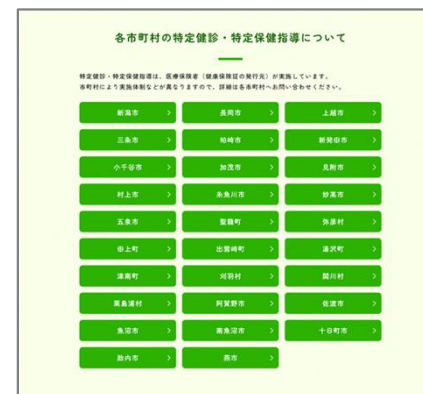 各市町村の特定健診・特定保健指導について
特定健診・特定保健指導は、医療保険者（健康保険証の発行元）が実施しています。
市町村により実施体制などが異なりますので、詳細は各市町村へお問い合わせください。
新潟市 > 長岡市 > 上越市 >
三条市 > 柏崎市 > 新発田市 >
小千谷市 > 加茂市 > 見附市 >
村上市 > 糸魚川市 > 妙高市 >
五泉市 > 聖籠町 > 弥彦村 >
田上町 > 出雲崎町 > 湯沢町 >
津南町 > 刈羽村 > 関川村 >
粟島浦村 > 阿賀野市 > 佐渡市 >
魚沼市 > 南魚沼市 > 十日町市 >
胎内市 > 燕市 >